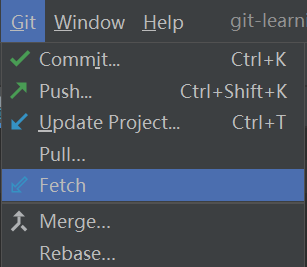 Git Window Help git-learn
Commit... Ctrl+K
Push... Ctrl+Shift+K
Update Project... Ctrl+T
Pull...
Fetch
Merge...
Rebase...